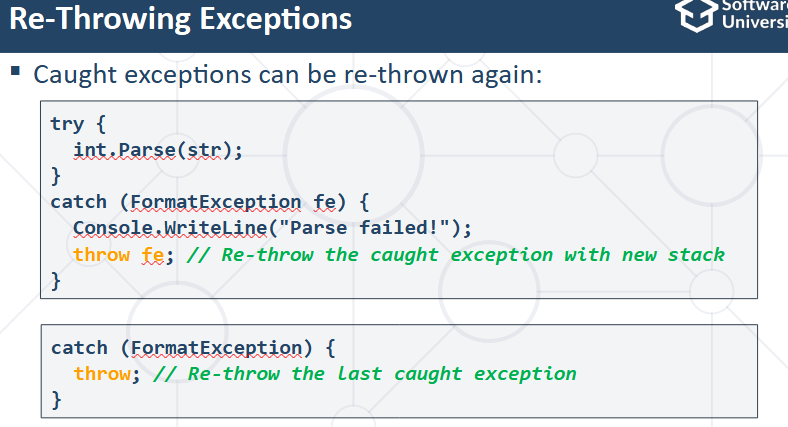 Re-Throwing Exceptions
Software
Universi
▪ Caught exceptions can be re-thrown again:
try {
int.Parse(str);
}
catch (FormatException fe) {
Console.WriteLine("Parse failed!");
throw fe; // Re-throw the caught exception with new stack
}
catch (FormatException) {
throw; // Re-throw the last caught exception
}